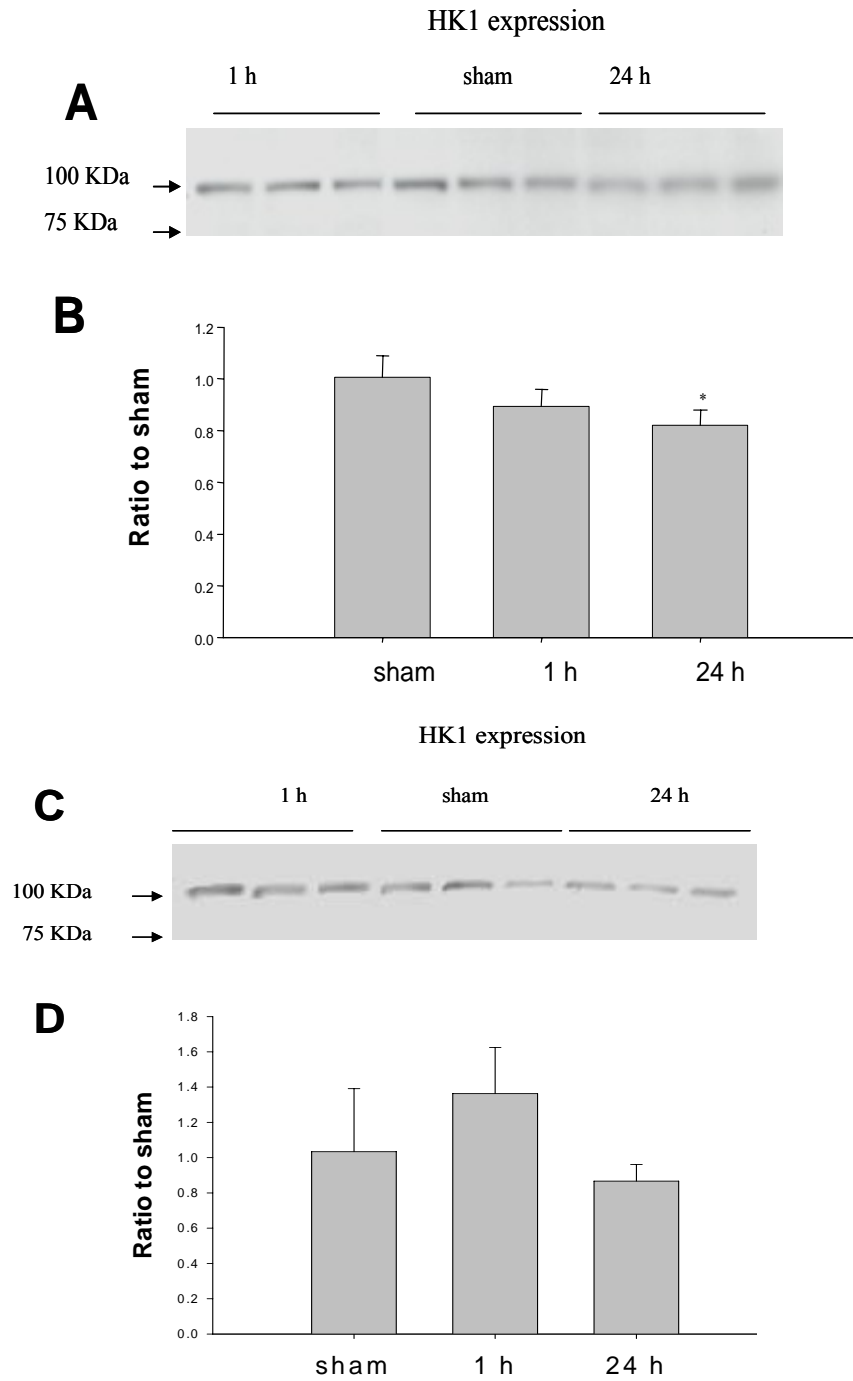 HK1 expression
1 h sham 24 h
A
100 KDa
75 KDa
B
1.2
1.0
0.8
0.6
0.4
0.2
0.0
Ratio to sham
*
sham 1 h 24 h
HK1 expression
C
1 h sham 24 h
100 KDa
75 KDa
D
1.8
1.6
1.4
1.2
1.0
0.8
0.6
0.4
0.2
0.0
Ratio to sham
sham 1 h 24 h